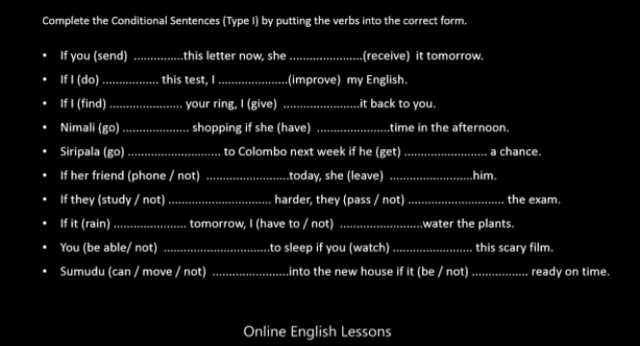 Complete the Conditional Sentences (Type I) by putting the verbs into the correct form.
• If you (send) ...............this letter now, she ......................(receive) it tomorrow.
• If I (do) ................. this test, I .....................(improve) my English.
• If I (find) ...................... your ring, I (give) .......................it back to you.
• Nimali (go) .................... shopping if she (have) ......................time in the afternoon.
• Siripala (go) ............................ to Colombo next week if he (get) ......................... a chance.
• If her friend (phone / not) .........................today, she (leave) .........................him.
• If they (study / not) ............................... harder, they (pass / not) ............................. the exam.
• If it (rain) ...................... tomorrow, I (have to / not) .........................water the plants.
• You (be able/ not) ................................to sleep if you (watch) ........................ this scary film.
• Sumudu (can / move / not) .......................into the new house if it (be / not) ................. ready on time.
Online English Lessons